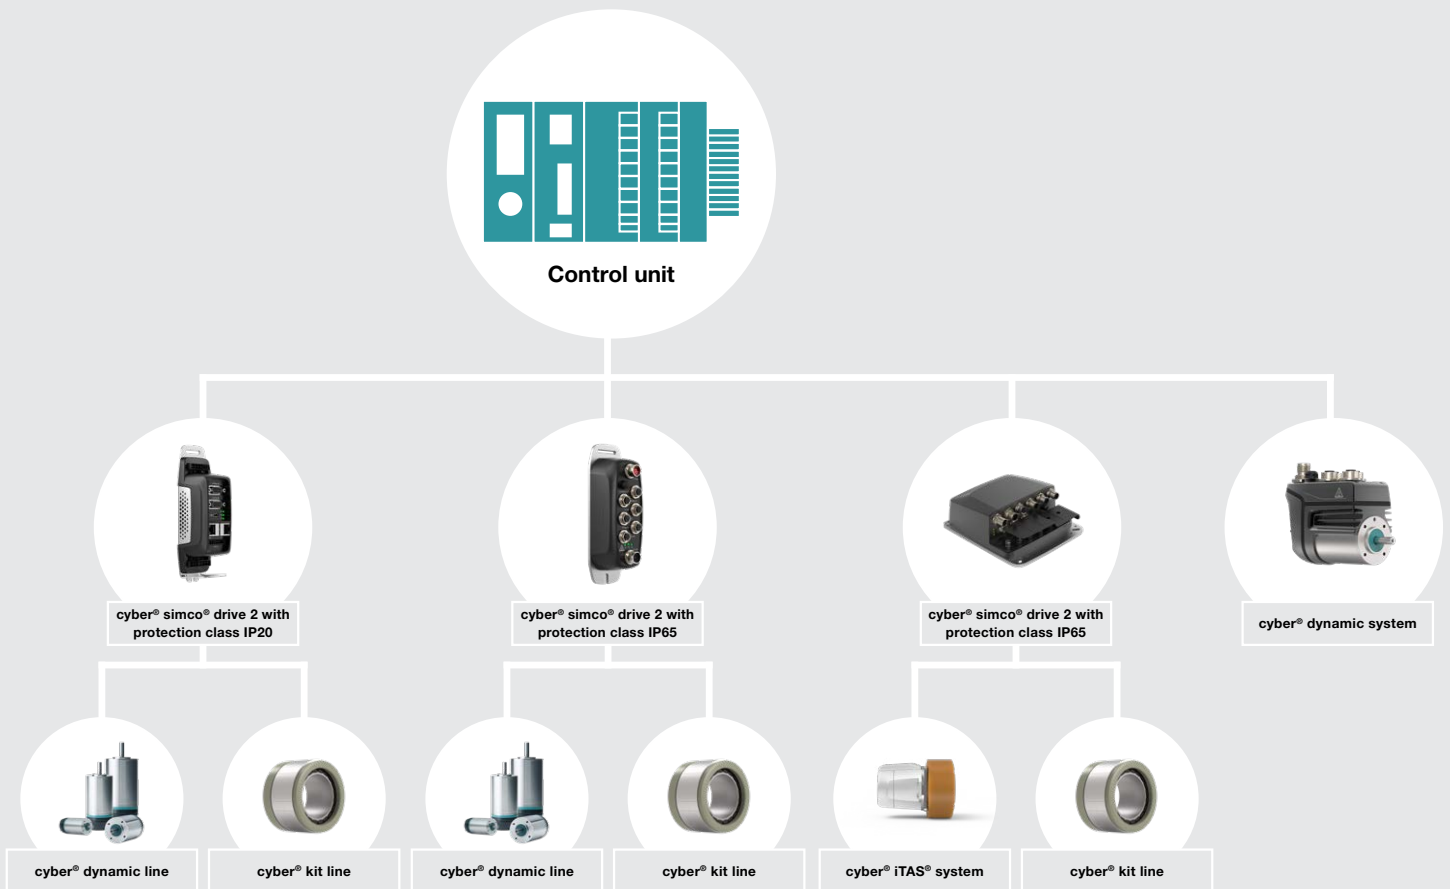 Control unit
cyber® simco® drive 2 with
protection class IP20
cyber® simco® drive 2 with
protection class IP65
cyber® simco® drive 2 with
protection class IP65
cyber® dynamic system
cyber® dynamic line
cyber® kit line
cyber® dynamic line
cyber® kit line
cyber® iTAS® system
cyber® kit line